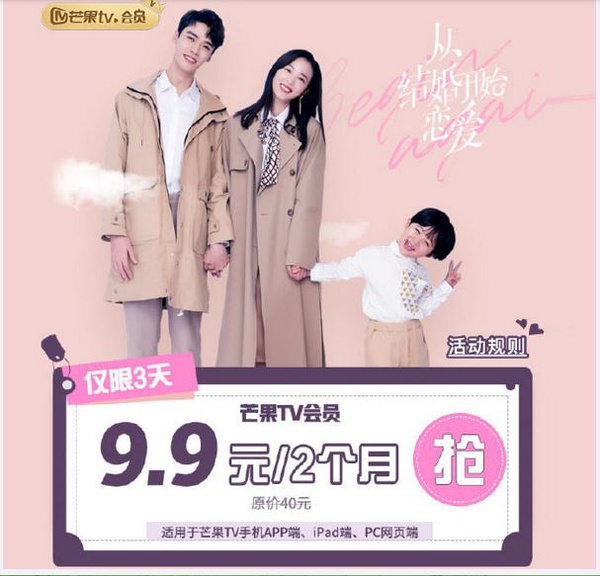 芒果tv会员
Begin
again
从
结婚开始
恋爱
活动规则
仅限3天
芒果TV会员
9.9元/2个月
抢
原价40元
适用于芒果TV手机APP端、iPad端、PC网页端